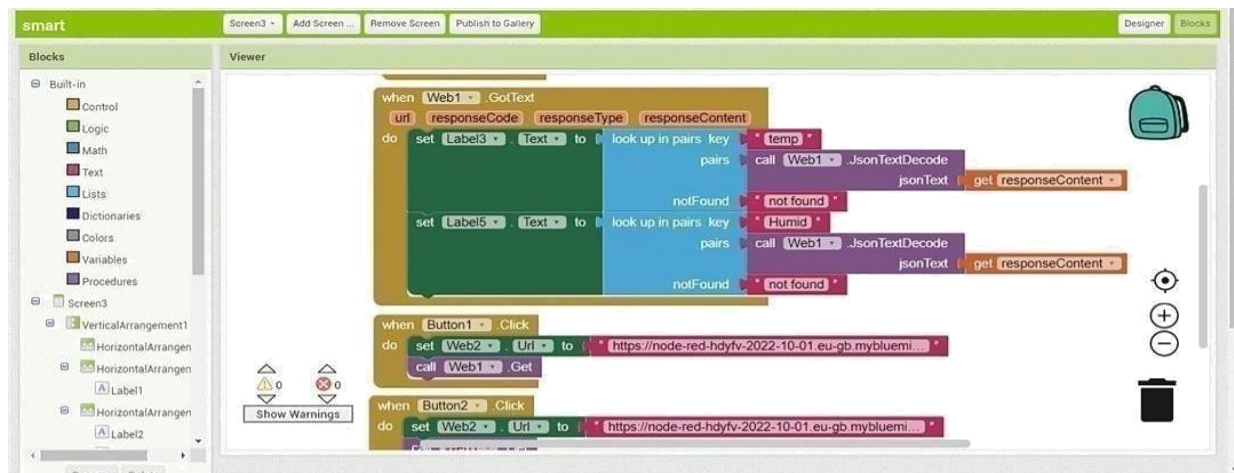 smart Screen3 Add Screen ... Remove Screen Publish to Gallery Designer Blocks
Blocks
Viewer
Built-in
Control
Logic
Math
Text
Lists
Dictionaries
Colors
Variables
Procedures
Screen3
VerticalArrangement1
HorizontalArrangen
HorizontalArrangen
Label1
HorizontalArrangen
Label2
when Web1 .GotText
url responseCode responseType responseContent
do set Label3 . Text to look up in pairs key " temp "
pairs call Web1 .JsonTextDecode
jsonText get responseContent
notFound " not found "
set Label5 . Text to look up in pairs key " Humid "
pairs call Web1 .JsonTextDecode
jsonText get responseContent
notFound " not found "
when Button1 .Click
do set Web2 . Url to " https://node-red-hdyfv-2022-10-01.eu-gb.mybluemi... "
call Web1 .Get
when Button2 .Click
do set Web2 . Url to " https://node-red-hdyfv-2022-10-01.eu-gb.mybluemi... "
0 0
Show Warnings